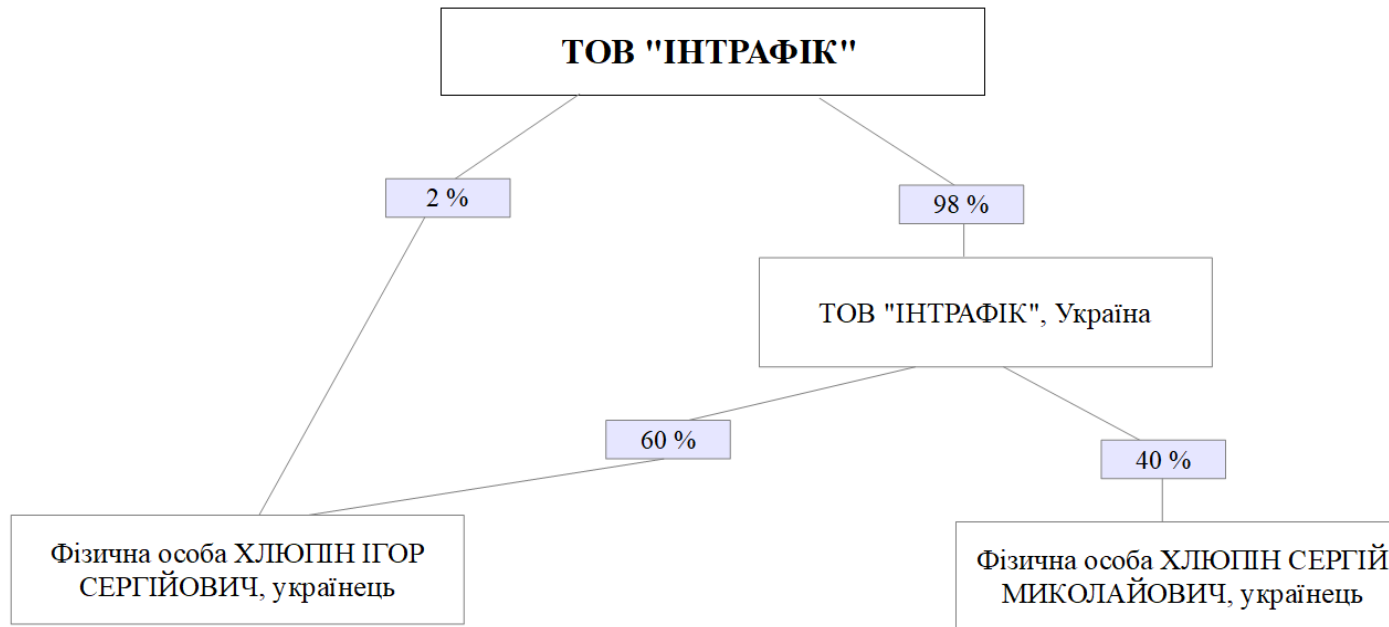 ТОВ "ІНТРАФІК"
2 %
98 %
ТОВ "ІНТРАФІК", Україна
60 %
40 %
Фізична особа ХЛЮПІН ІГОР
СЕРГІЙОВИЧ, українець
Фізична особа ХЛЮПІН СЕРГІЙ
МИКОЛАЙОВИЧ, українець